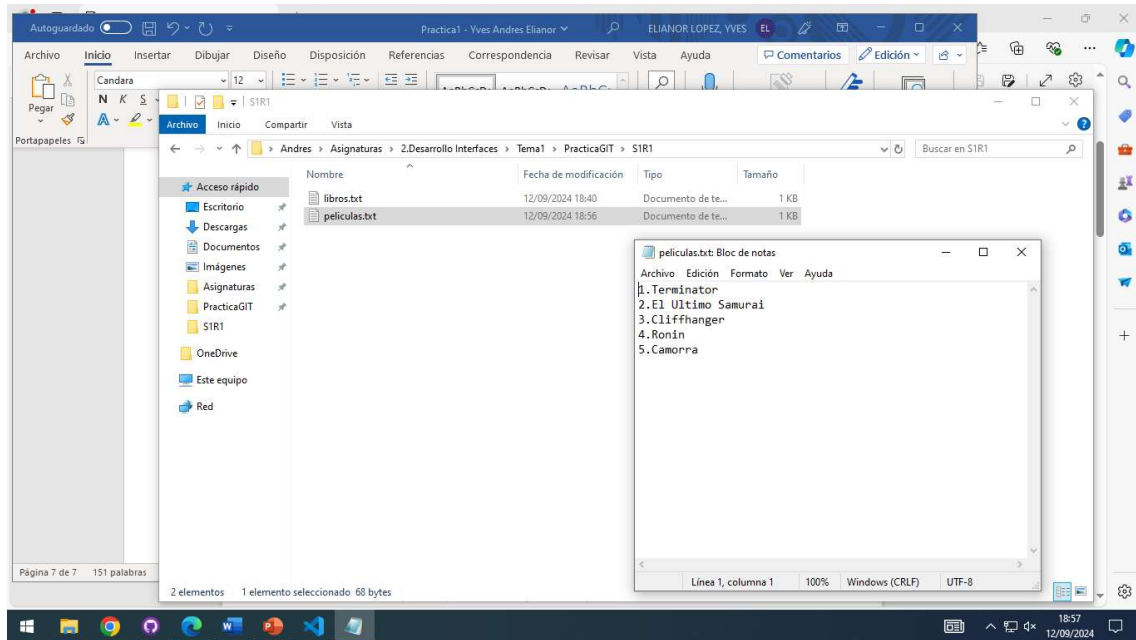 Autoguardado
Practica1 - Yves Andres Elianor
ELIANOR LOPEZ, YVES
EL
Archivo Inicio Insertar Dibujar Diseño Disposición Referencias Correspondencia Revisar Vista Ayuda
Comentarios
Edición
Pegar
Candara
12
N K S
Portapapeles
S1R1
Archivo Inicio Compartir Vista
Andres > Asignaturas > 2.Desarrollo Interfaces > Tema1 > PracticaGIT > S1R1
Buscar en S1R1
Nombre Fecha de modificación Tipo Tamaño
libros.txt 12/09/2024 18:40 Documento de te... 1 KB
peliculas.txt 12/09/2024 18:56 Documento de te... 1 KB
Acceso rápido
Escritorio
Descargas
Documentos
Imágenes
Asignaturas
PracticaGIT
S1R1
OneDrive
Este equipo
Red
peliculas.txt: Bloc de notas
Archivo Edición Formato Ver Ayuda
1.Terminator
2.El Ultimo Samurai
3.Cliffhanger
4.Ronin
5.Camorra
Línea 1, columna 1 100% Windows (CRLF) UTF-8
Página 7 de 7 151 palabras
2 elementos 1 elemento seleccionado 68 bytes
18:57
12/09/2024